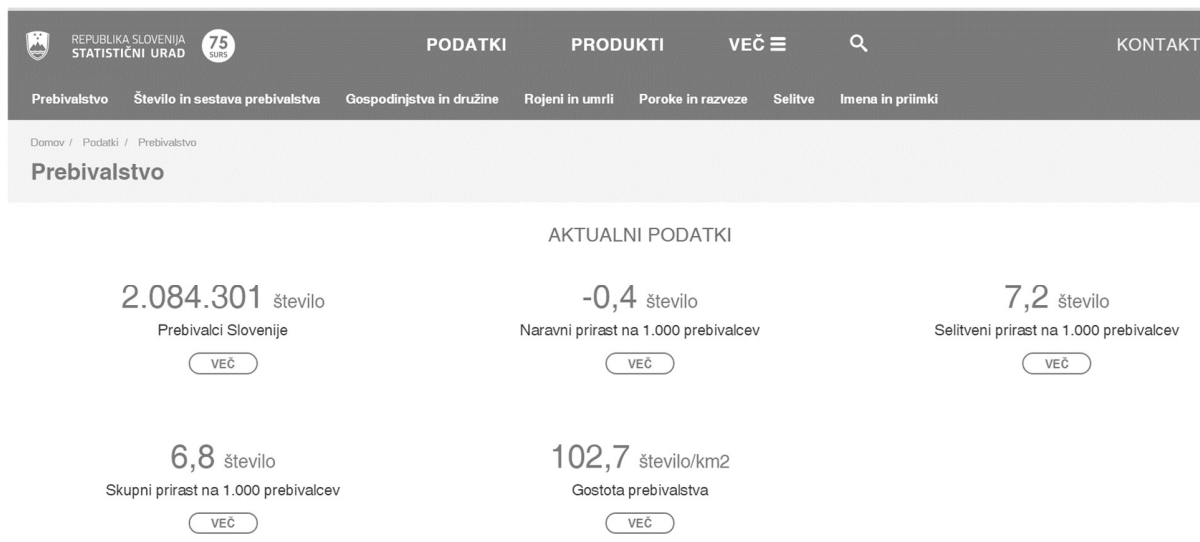 REPUBLIKA SLOVENIJA
STATISTIČNI URAD
75
SURS
PODATKI PRODUKTI VEČ KONTAKT
Prebivalstvo Število in sestava prebivalstva Gospodinjstva in družine Rojeni in umrli Poroke in razveze Selitve Imena in priimki
Domov / Podatki / Prebivalstvo
Prebivalstvo
AKTUALNI PODATKI
2.084.301 število
Prebivalci Slovenije
VEČ
-0,4 število
Naravni prirast na 1.000 prebivalcev
VEČ
7,2 število
Selitveni prirast na 1.000 prebivalcev
VEČ
6,8 število
Skupni prirast na 1.000 prebivalcev
VEČ
102,7 število/km2
Gostota prebivalstva
VEČ